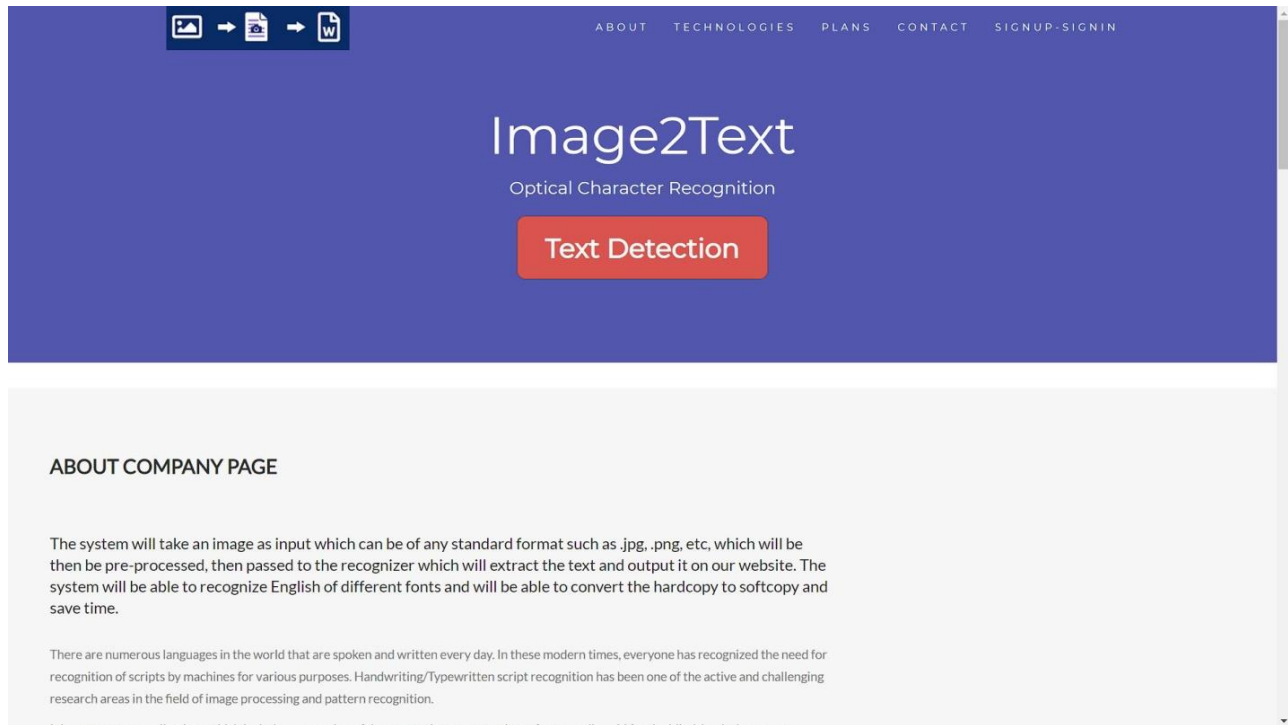 W
ABOUT TECHNOLOGIES PLANS CONTACT SIGNUP-SIGNIN
Image2Text
Optical Character Recognition
Text Detection
ABOUT COMPANY PAGE
The system will take an image as input which can be of any standard format such as .jpg, .png, etc, which will be
then be pre-processed, then passed to the recognizer which will extract the text and output it on our website. The
system will be able to recognize English of different fonts and will be able to convert the hardcopy to softcopy and
save time.
There are numerous languages in the world that are spoken and written every day. In these modern times, everyone has recognized the need for
recognition of scripts by machines for various purposes. Handwriting/Typewritten script recognition has been one of the active and challenging
research areas in the field of image processing and pattern recognition.